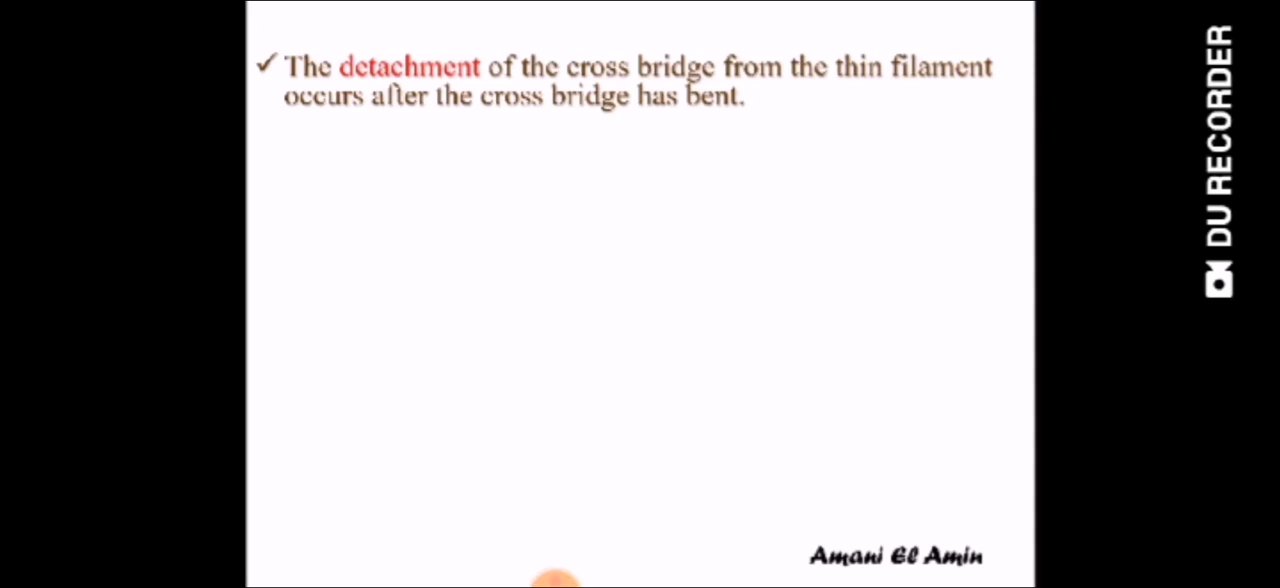 ✓ The detachment of the cross bridge from the thin filament
occurs after the cross bridge has bent.
Amani El Amin
DU RECORDER